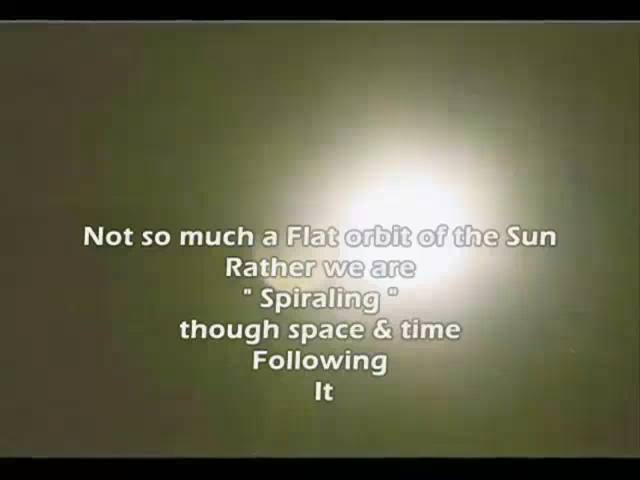 Not so much a Flat orbit of the Sun
Rather we are
" Spiraling "
though space & time
Following
It